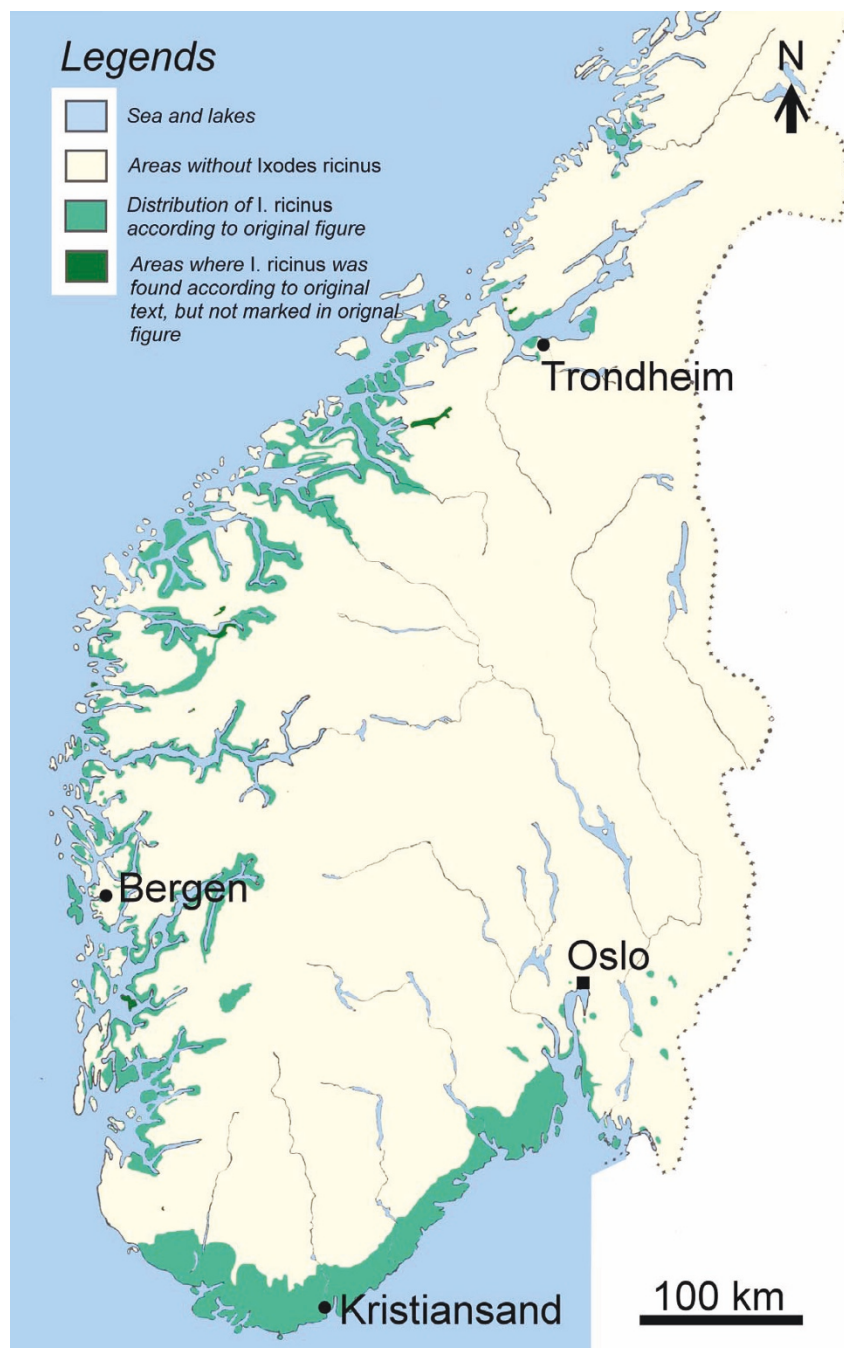 Legends
Sea and lakes
Areas without Ixodes ricinus
Distribution of I. ricinus
according to original figure
Areas where I. ricinus was
found according to original
text, but not marked in orignal
figure
N
Trondheim
Bergen
Oslo
Kristiansand
100 km